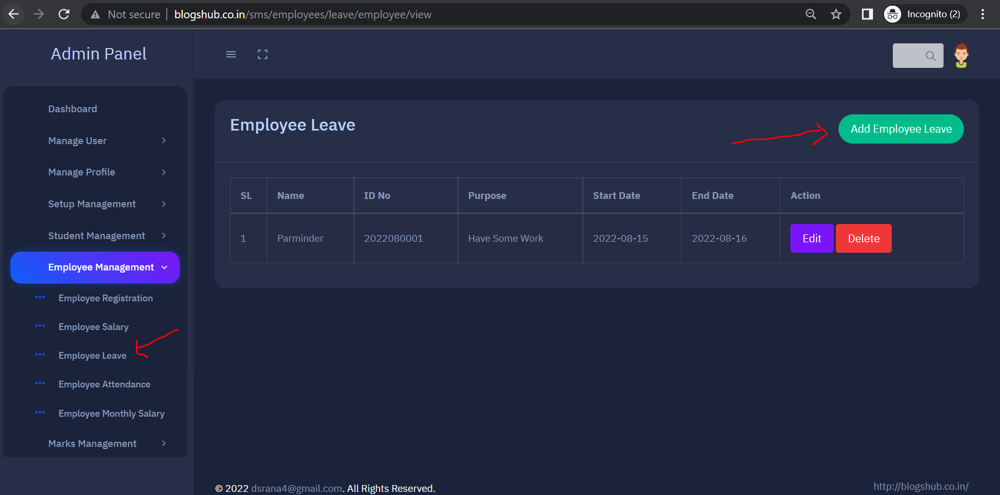 Not secure | blogshub.co.in/sms/employees/leave/employee/view
Incognito (2)
Admin Panel
Dashboard
Manage User
Manage Profile
Setup Management
Student Management
Employee Management
Employee Registration
Employee Salary
Employee Leave
Employee Attendance
Employee Monthly Salary
Marks Management
Employee Leave
Add Employee Leave
SL Name ID No Purpose Start Date End Date Action
1 Parminder 2022080001 Have Some Work 2022-08-15 2022-08-16 Edit Delete
© 2022 dsrana4@gmail.com. All Rights Reserved.
http://blogshub.co.in/